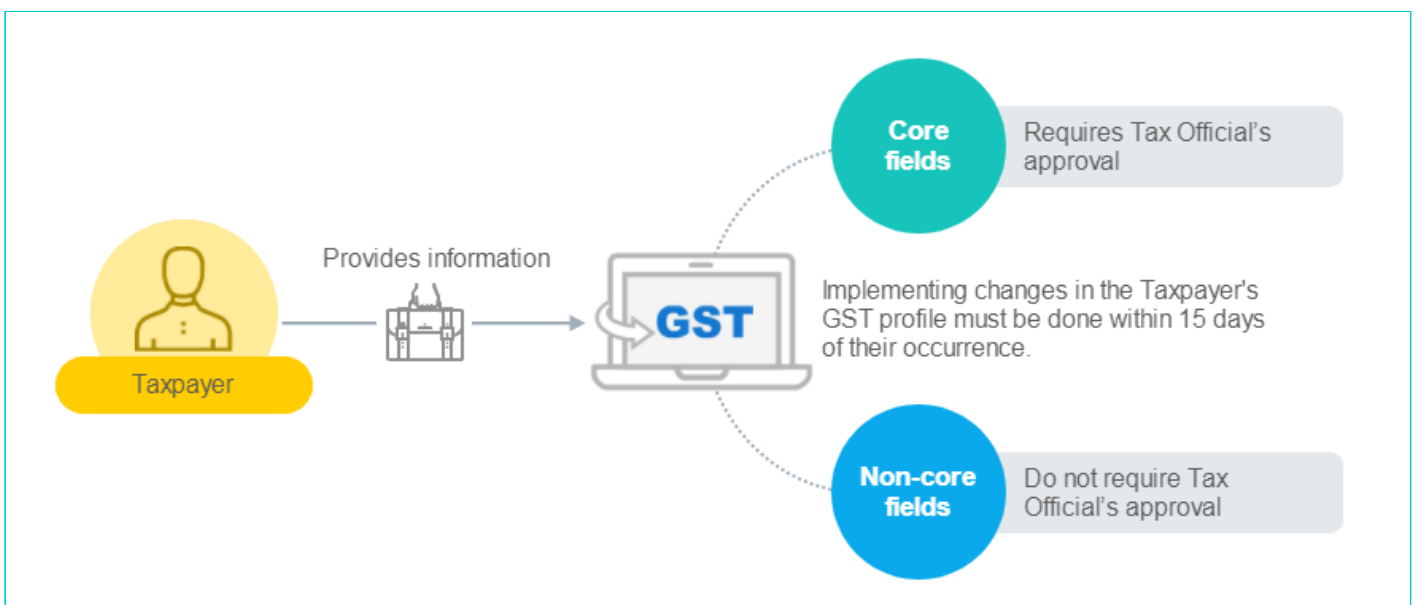 Core
fields
Requires Tax Official's
approval
Provides information
Taxpayer
GST
Implementing changes in the Taxpayer's
GST profile must be done within 15 days
of their occurrence.
Non-core
fields
Do not require Tax
Official's approval